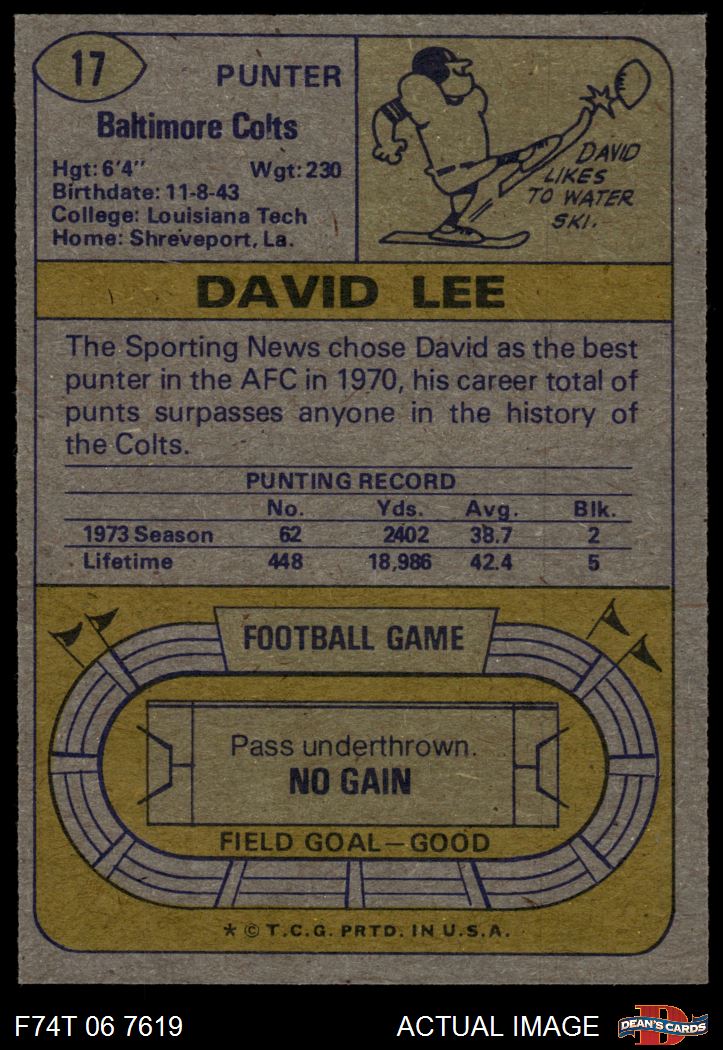 17
PUNTER
Baltimore Colts
Hgt: 6'4" Wgt: 230
Birthdate: 11-8-43
College: Louisiana Tech
Home: Shreveport, La.
DAVID
LIKES
TO WATER
SKI.
DAVID LEE
The Sporting News chose David as the best
punter in the AFC in 1970, his career total of
punts surpasses anyone in the history of
the Colts.
PUNTING RECORD
No. Yds. Avg. Blk.
1973 Season 62 2402 38.7 2
Lifetime 448 18,986 42.4 5
FOOTBALL GAME
Pass underthrown.
NO GAIN
FIELD GOAL—GOOD
* © T.C.G. PRTD. IN U.S.A.
F74T 06 7619 ACTUAL IMAGE
D
DEAN'S CARDS